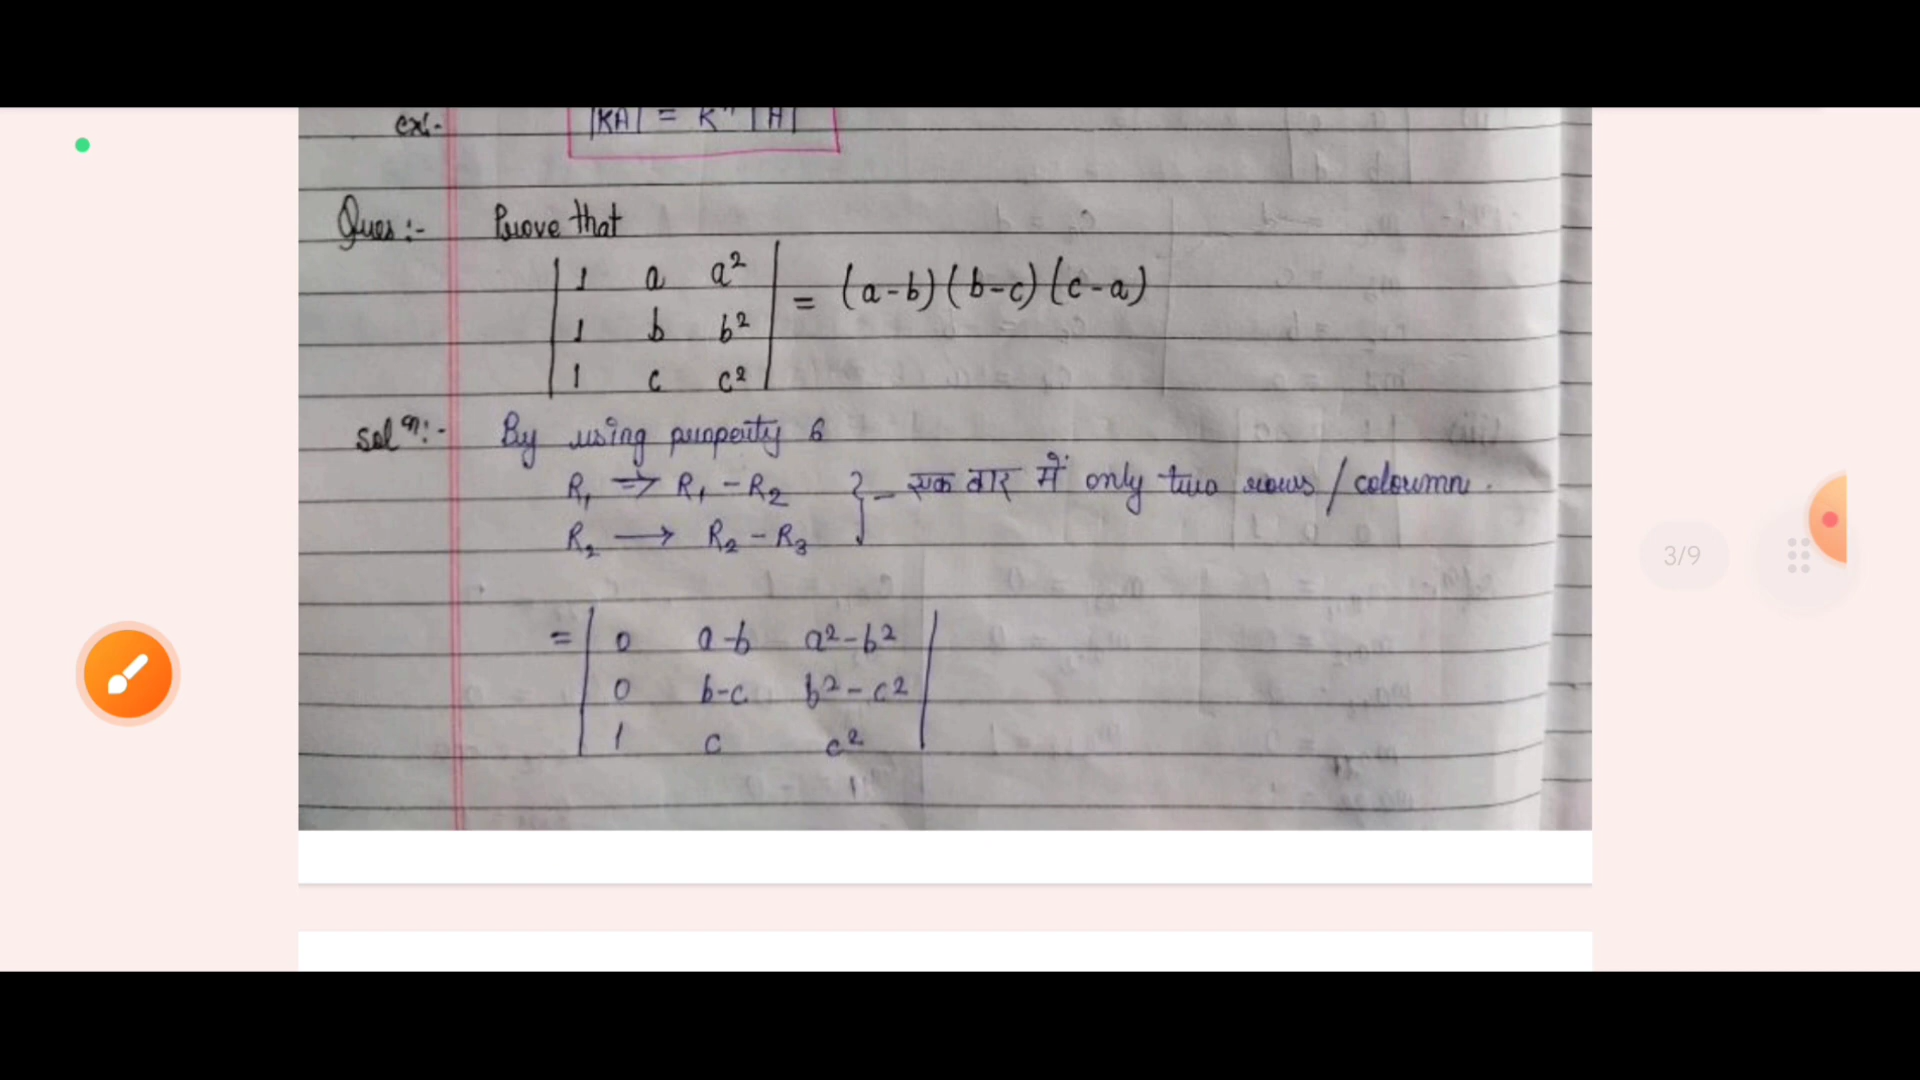 ex:-
|KA| = K^n |A|
Ques:- Prove that
| 1 a a² |
| 1 b b² | = (a-b) (b-c) (c-a)
| 1 c c² |
solⁿ:- By using property 6
R₁ ⇒ R₁ - R₂ } - एक बार में only two rows / coloumn.
R₂ → R₂ - R₃
= | 0 a-b a²-b² |
| 0 b-c b²-c² |
| 1 c c² |
3/9